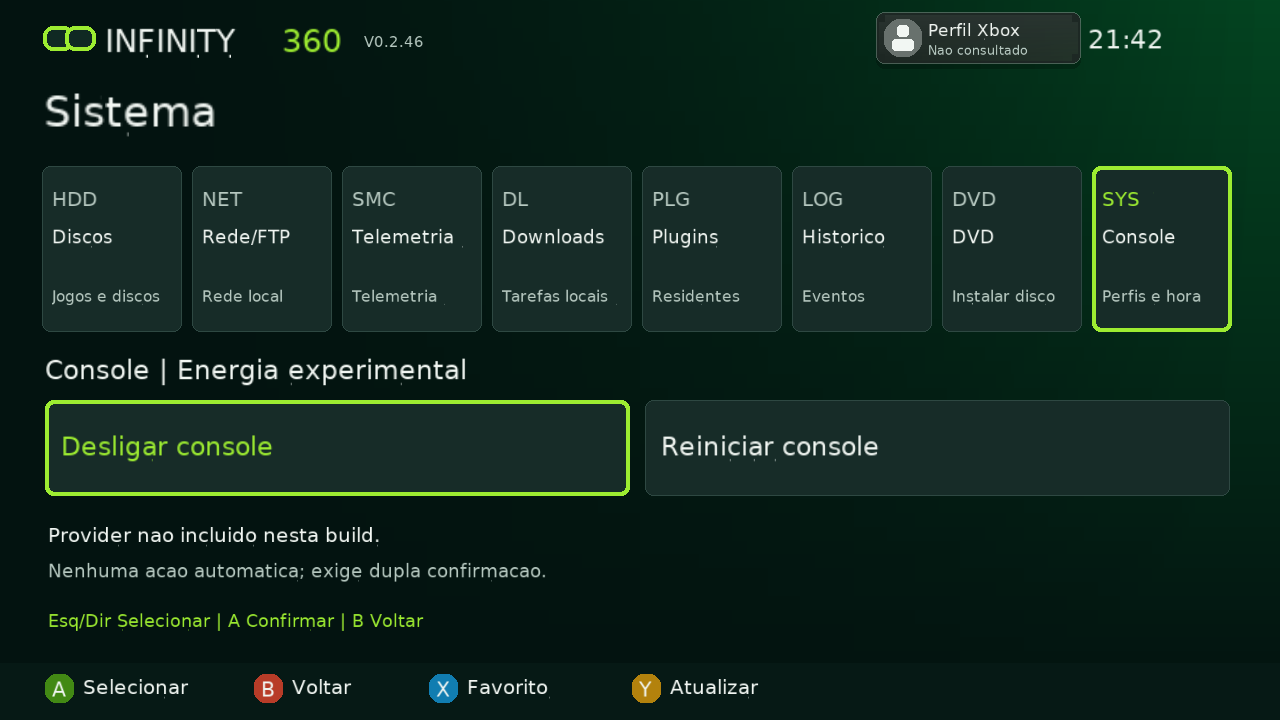 INFINITY 360 V0.2.46
Perfil Xbox
Nao consultado
21:42
Sistema
HDD
Discos
Jogos e discos
NET
Rede/FTP
Rede local
SMC
Telemetria
Telemetria
DL
Downloads
Tarefas locais
PLG
Plugins
Residentes
LOG
Historico
Eventos
DVD
DVD
Instalar disco
SYS
Console
Perfis e hora
Console | Energia experimental
Desligar console
Reiniciar console
Provider nao incluido nesta build.
Nenhuma acao automatica; exige dupla confirmacao.
Esq/Dir Selecionar | A Confirmar | B Voltar
A Selecionar B Voltar X Favorito Y Atualizar